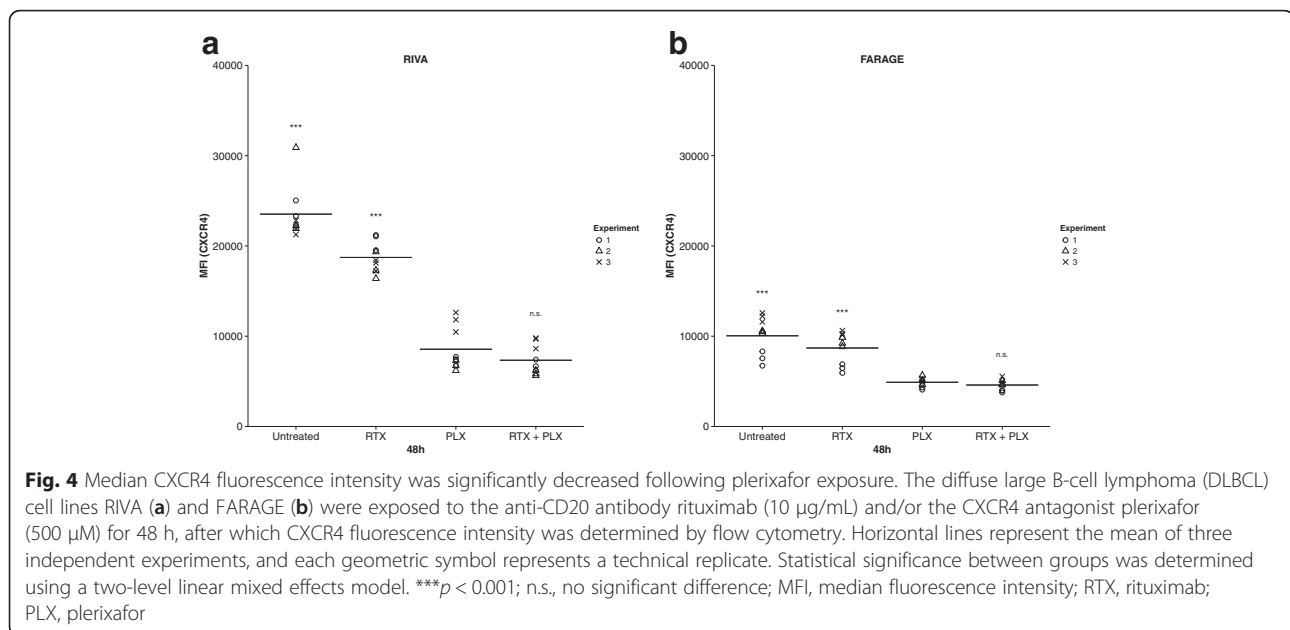 a
RIVA
40000
30000
20000
10000
0
MFI (CXCR4)
***
***
n.s.
Experiment
1
2
3
Untreated RTX PLX RTX + PLX
48h
b
FARAGE
40000
30000
20000
10000
0
MFI (CXCR4)
***
***
n.s.
Experiment
1
2
3
Untreated RTX PLX RTX + PLX
48h
Fig. 4 Median CXCR4 fluorescence intensity was significantly decreased following plerixafor exposure. The diffuse large B-cell lymphoma (DLBCL)
cell lines RIVA (a) and FARAGE (b) were exposed to the anti-CD20 antibody rituximab (10 µg/mL) and/or the CXCR4 antagonist plerixafor
(500 µM) for 48 h, after which CXCR4 fluorescence intensity was determined by flow cytometry. Horizontal lines represent the mean of three
independent experiments, and each geometric symbol represents a technical replicate. Statistical significance between groups was determined
using a two-level linear mixed effects model. ***p < 0.001; n.s., no significant difference; MFI, median fluorescence intensity; RTX, rituximab;
PLX, plerixafor